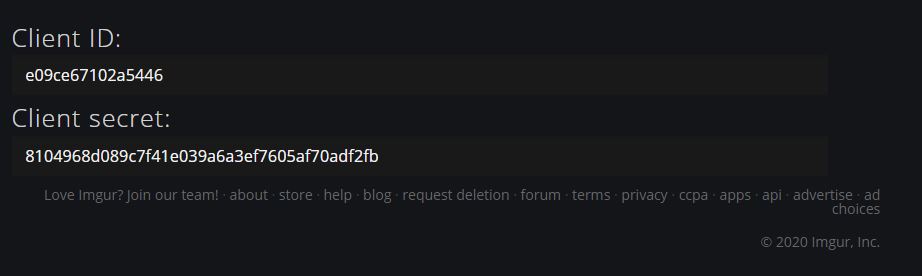 Client ID:
e09ce67102a5446
Client secret:
8104968d089c7f41e039a6a3ef7605af70adf2fb
Love Imgur? Join our team! · about · store · help · blog · request deletion · forum · terms · privacy · ccpa · apps · api · advertise · ad
choices
© 2020 Imgur, Inc.